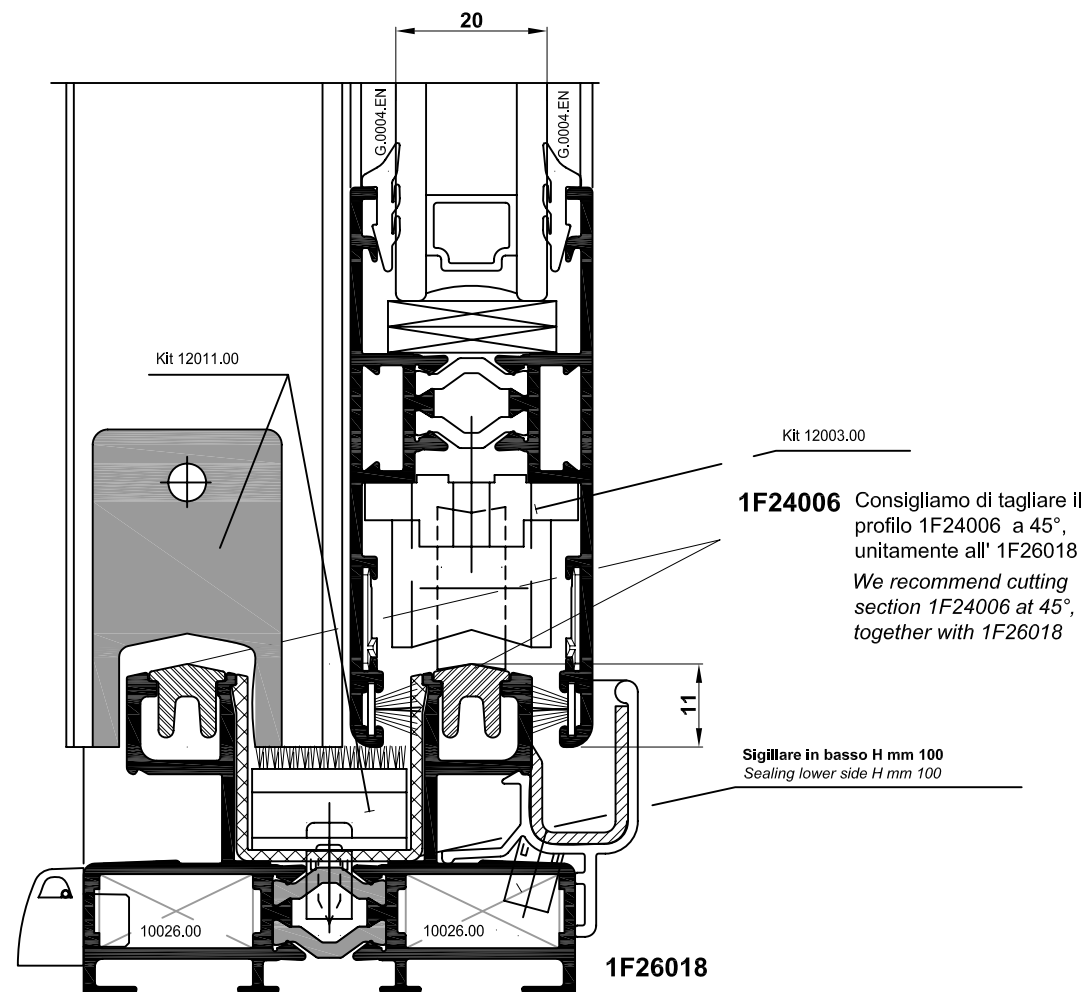 20
G.0004.EN
G.0004.EN
Kit 12011.00
Kit 12003.00
1F24006
Consigliamo di tagliare il
profilo 1F24006 a 45°,
unitamente all' 1F26018
We recommend cutting
section 1F24006 at 45°,
together with 1F26018
11
Sigillare in basso H mm 100
Sealing lower side H mm 100
10026.00
10026.00
1F26018